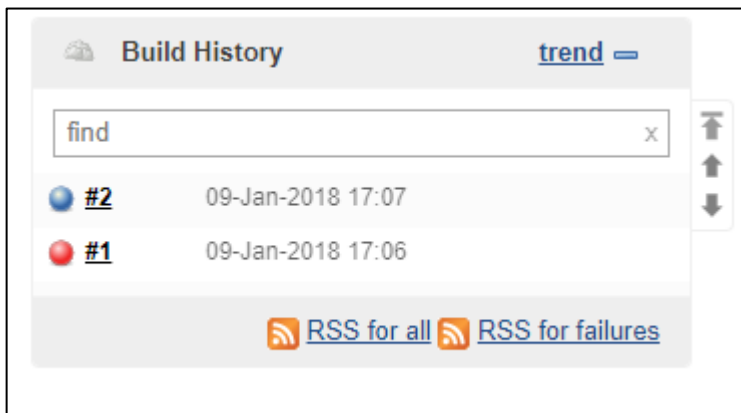 Build History trend
find x
#2 09-Jan-2018 17:07
#1 09-Jan-2018 17:06
RSS for all RSS for failures